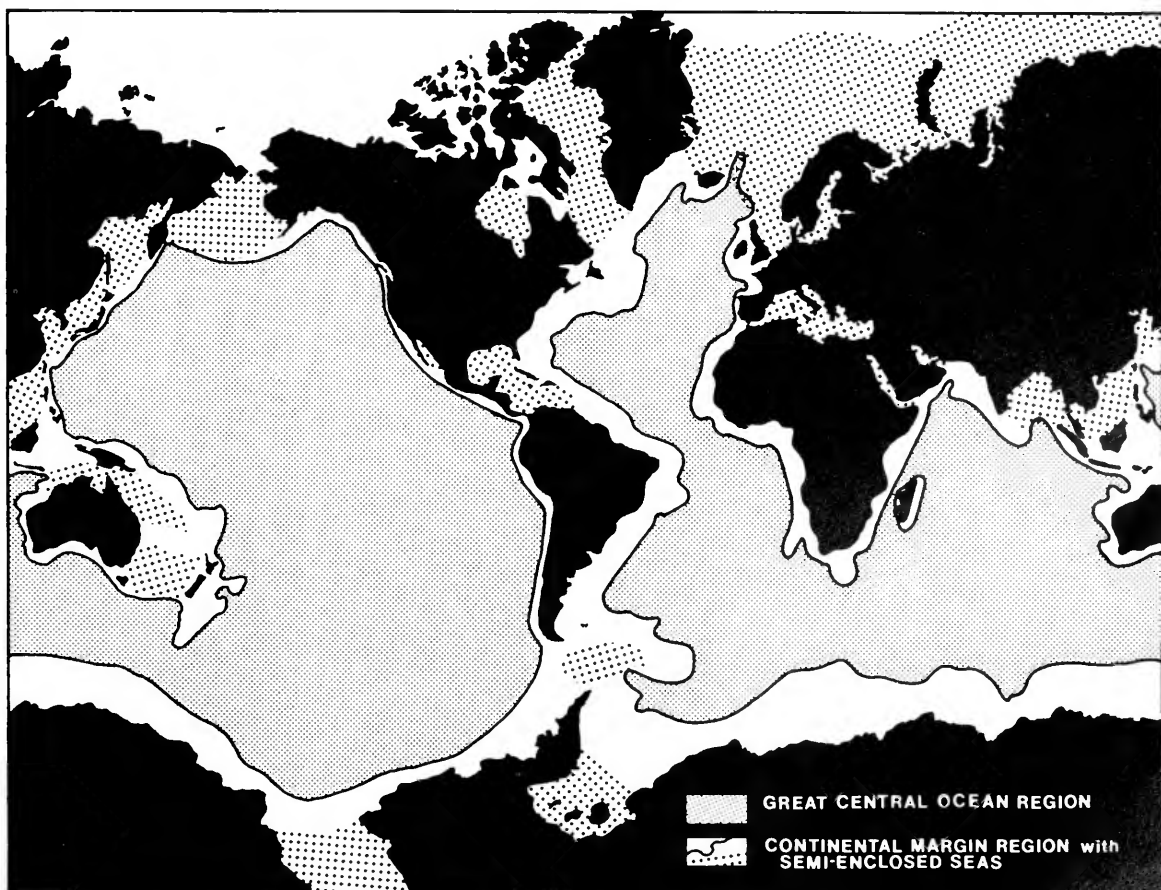 GREAT CENTRAL OCEAN REGION
CONTINENTAL MARGIN REGION with
SEMI-ENCLOSED SEAS